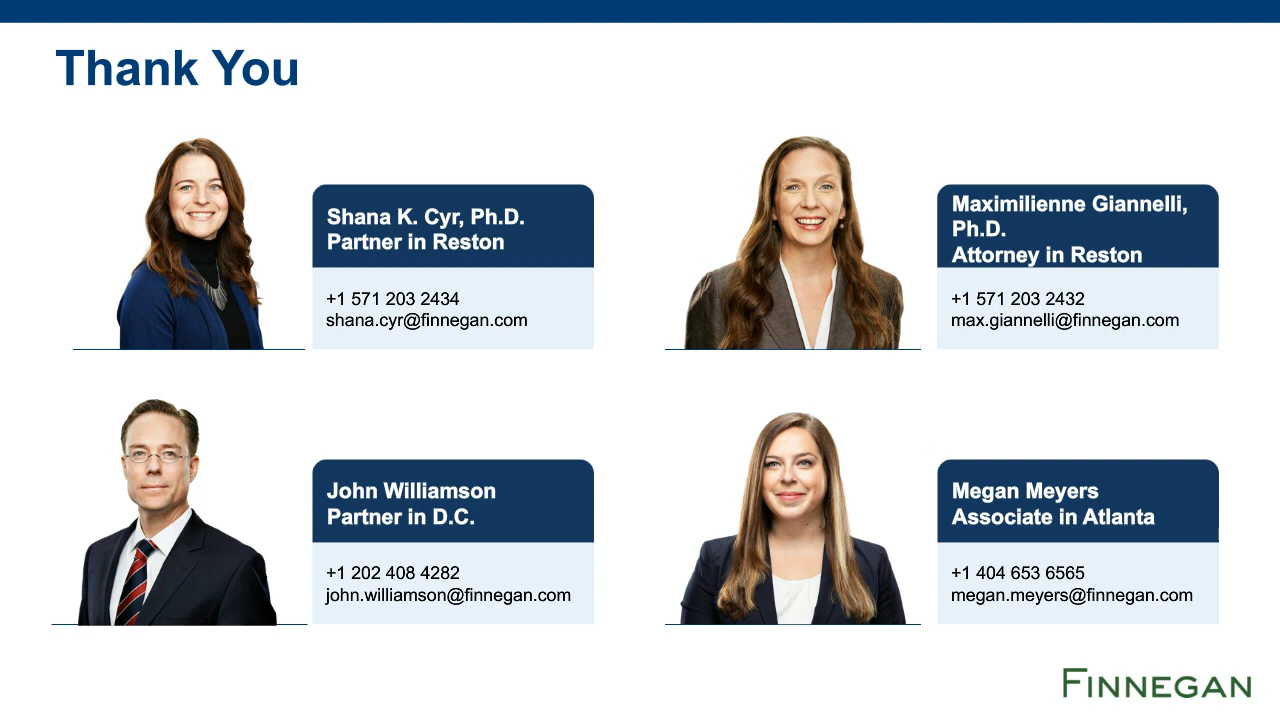 Thank You
Shana K. Cyr, Ph.D.
Partner in Reston
+1 571 203 2434
shana.cyr@finnegan.com
Maximilienne Giannelli,
Ph.D.
Attorney in Reston
+1 571 203 2432
max.giannelli@finnegan.com
John Williamson
Partner in D.C.
+1 202 408 4282
john.williamson@finnegan.com
Megan Meyers
Associate in Atlanta
+1 404 653 6565
megan.meyers@finnegan.com
FINNEGAN